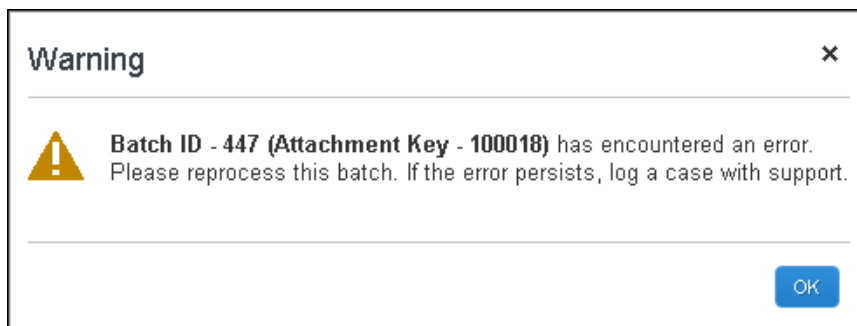 Warning
×
Batch ID - 447 (Attachment Key - 100018) has encountered an error.
Please reprocess this batch. If the error persists, log a case with support.
OK